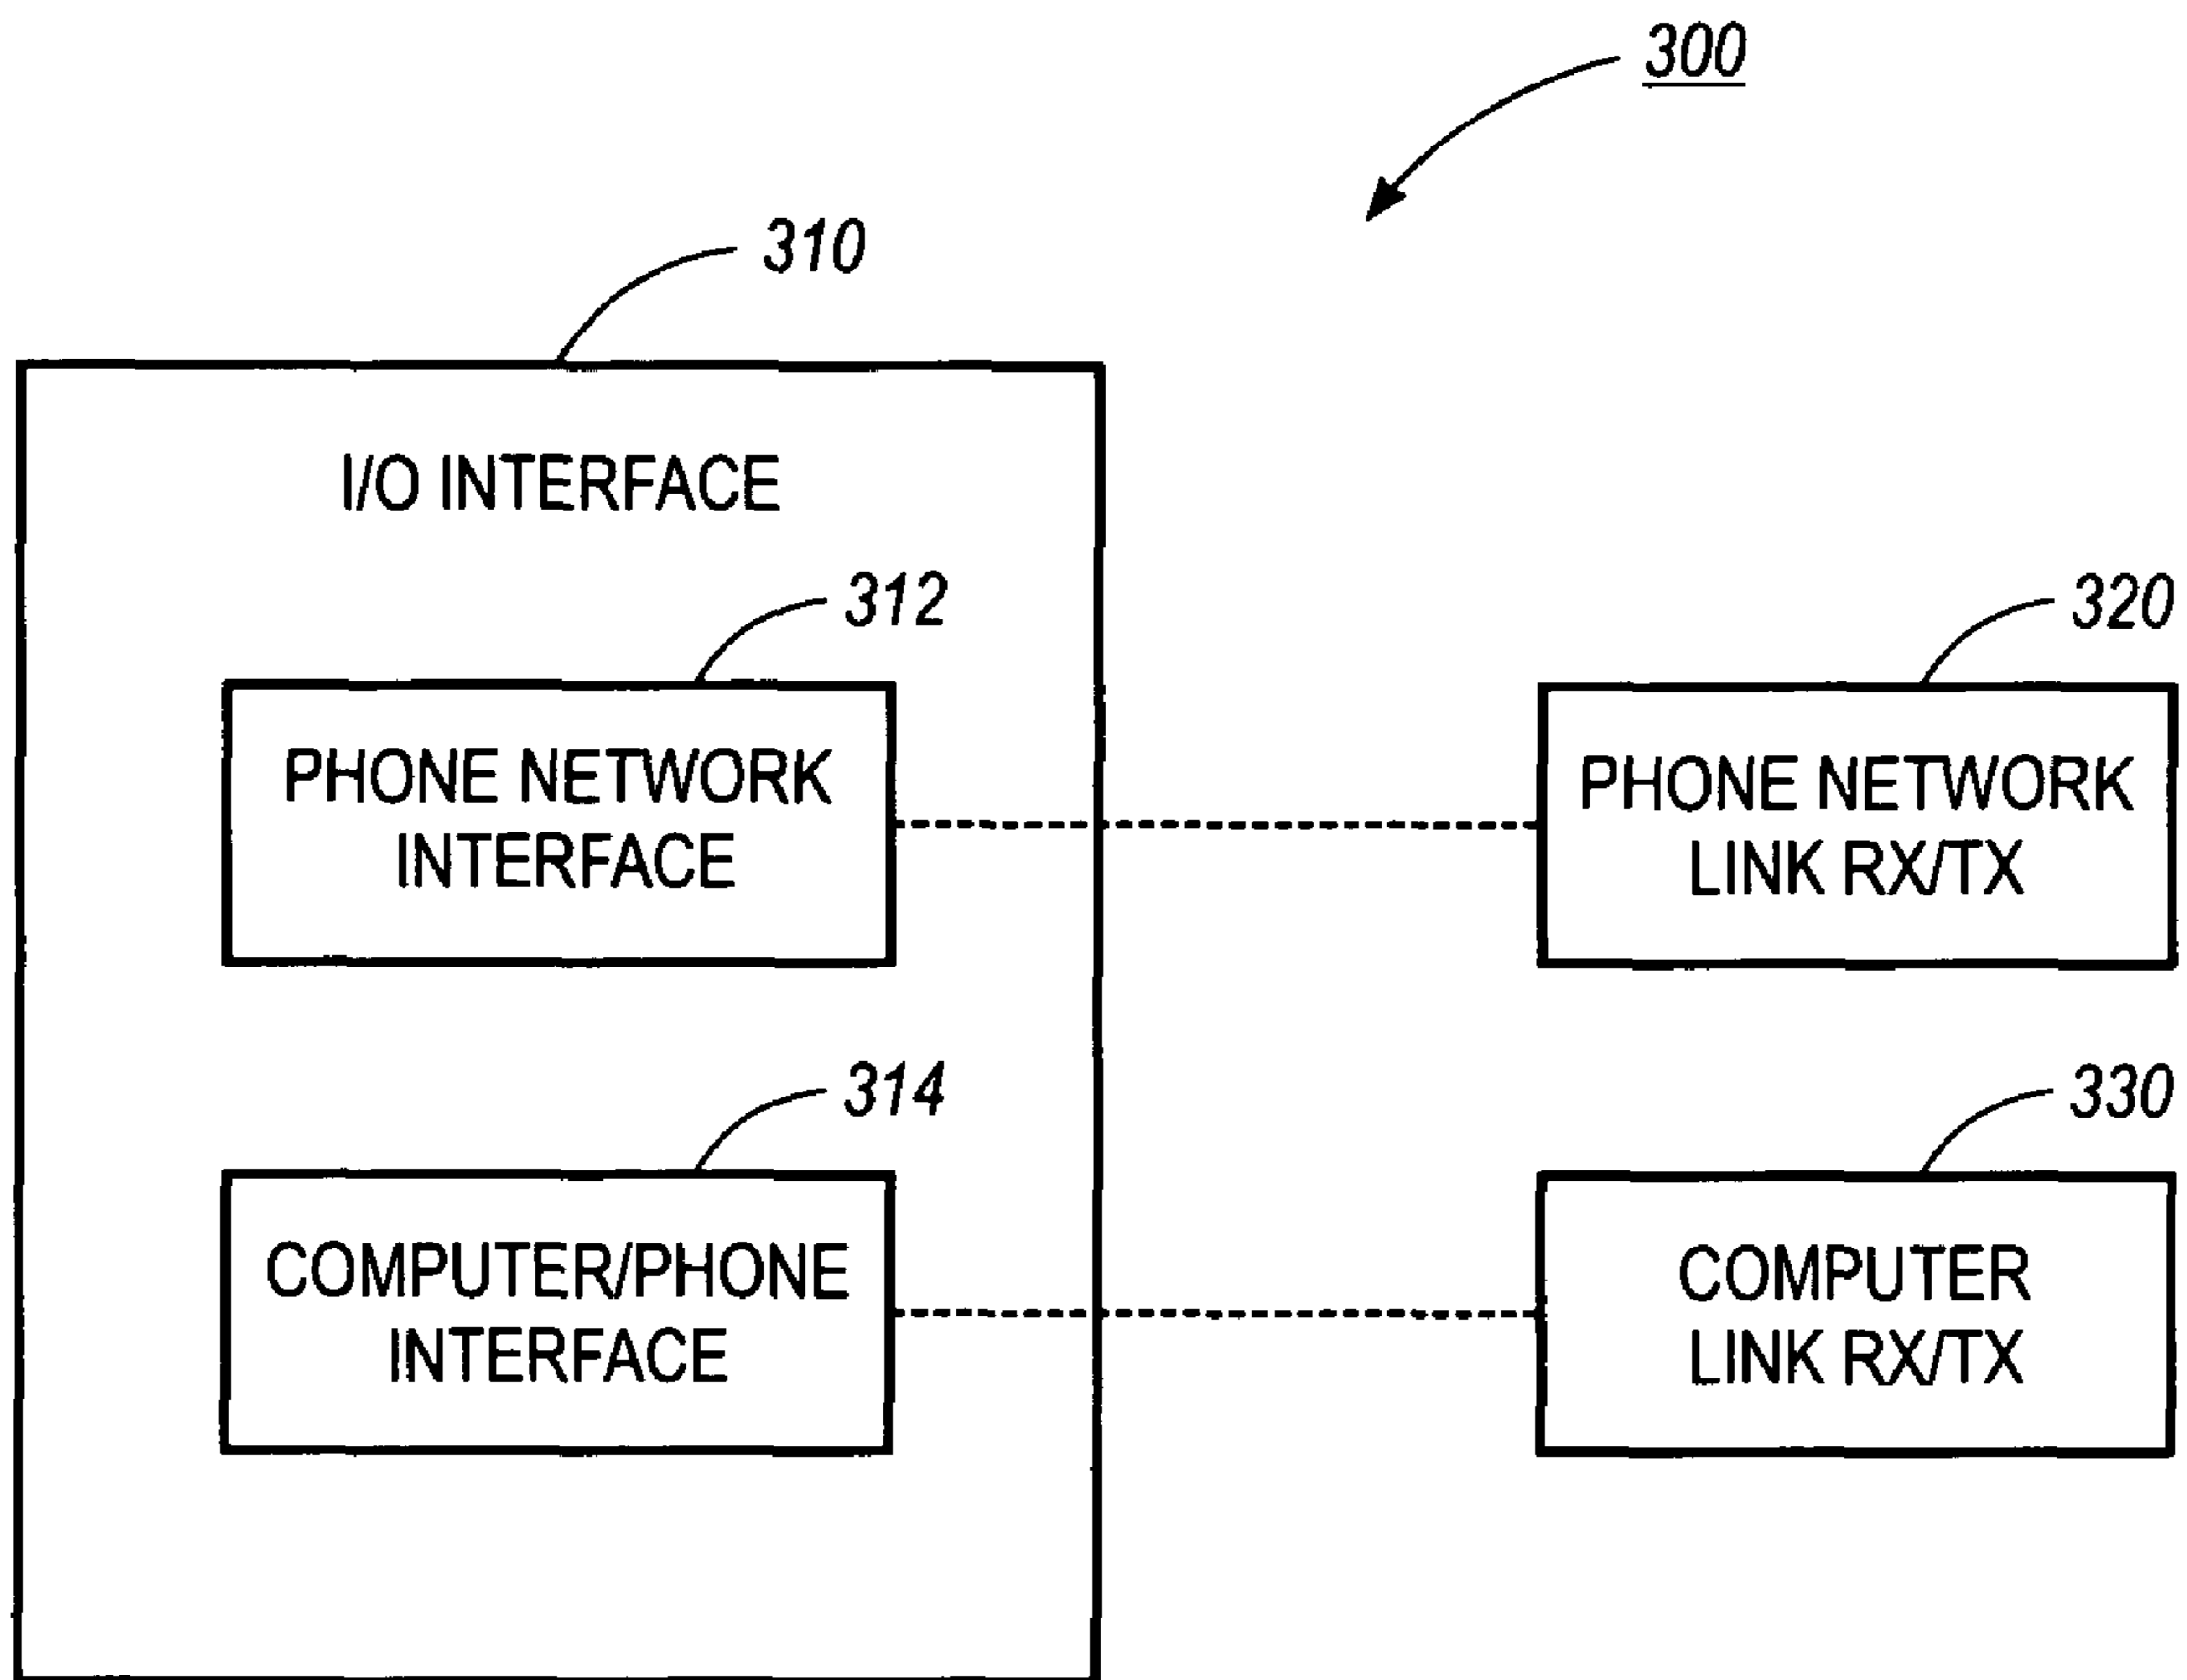 300
310
I/O INTERFACE
312
320
PHONE NETWORK
INTERFACE
PHONE NETWORK
LINK RX/TX
314
330
COMPUTER/PHONE
INTERFACE
COMPUTER
LINK RX/TX